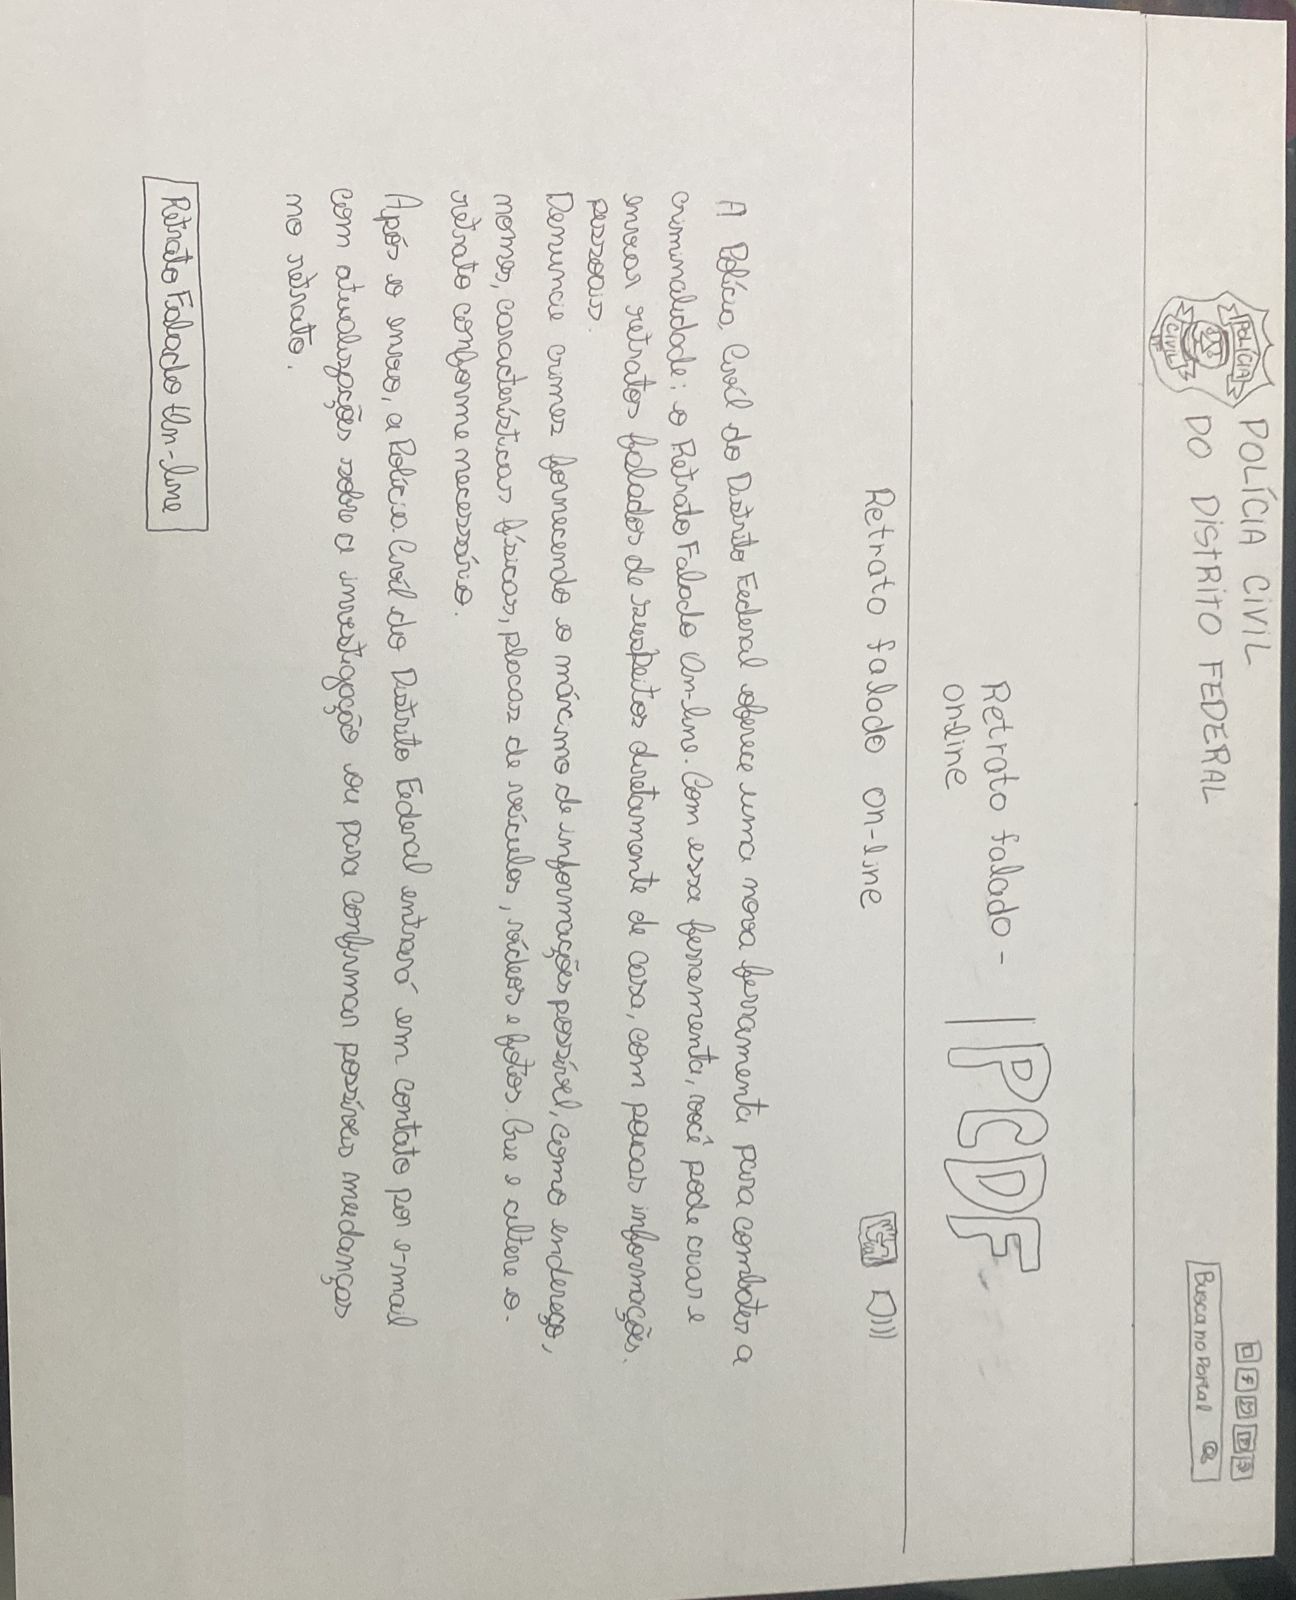 POLÍCIA
CIVIL
DF
POLÍCIA CIVIL
DO DISTRITO FEDERAL
Busca no Portal
Retrato falado -
online
PCDF
Retrato falado on-line
A Polícia Civil do Distrito Federal oferece uma nova ferramenta para combater a
criminalidade: o Retrato Falado On-line. Com essa ferramenta, você pode criar e
enviar retratos falados de suspeitos diretamente de casa, com poucas informações.
pessoais.
Denuncie crimes fornecendo o máximo de informações possível, como endereço,
nomes, características físicas, placas de veículos, vídeos e fotos. Crie e altere o.
retrato conforme necessário.
Após o envio, a Polícia Civil do Distrito Federal entrará em contato por e-mail
com atualizações sobre a investigação ou para confirmar possíveis mudanças
no retrato.
Retrato Falado On-line